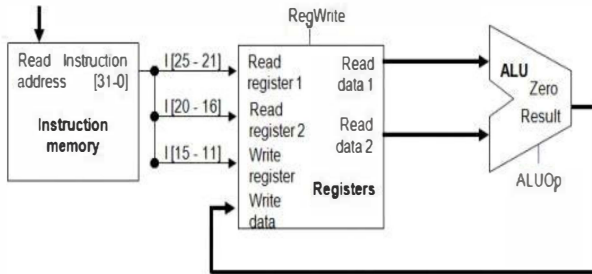 RegWrite
Read Instruction
address [31-0]
Instruction
memory
I [25 - 21]
I [20 - 16]
I [15 - 11]
Read
register 1
Read
register 2
Write
register
Write
data
Read
data 1
Read
data 2
Registers
ALU
Zero
Result
ALUOp